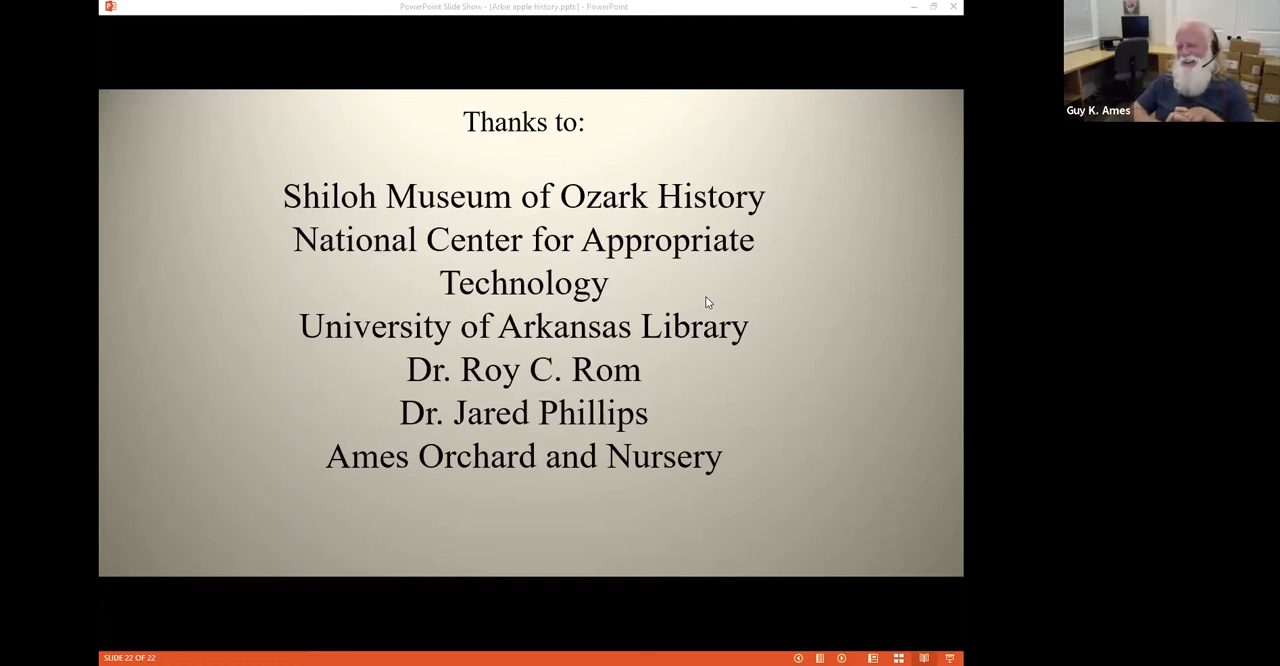 PowerPoint Slide Show - [Arkie apple history.pptx] - PowerPoint
Guy K. Ames
Thanks to:
Shiloh Museum of Ozark History
National Center for Appropriate
Technology
University of Arkansas Library
Dr. Roy C. Rom
Dr. Jared Phillips
Ames Orchard and Nursery
SLIDE 22 OF 22